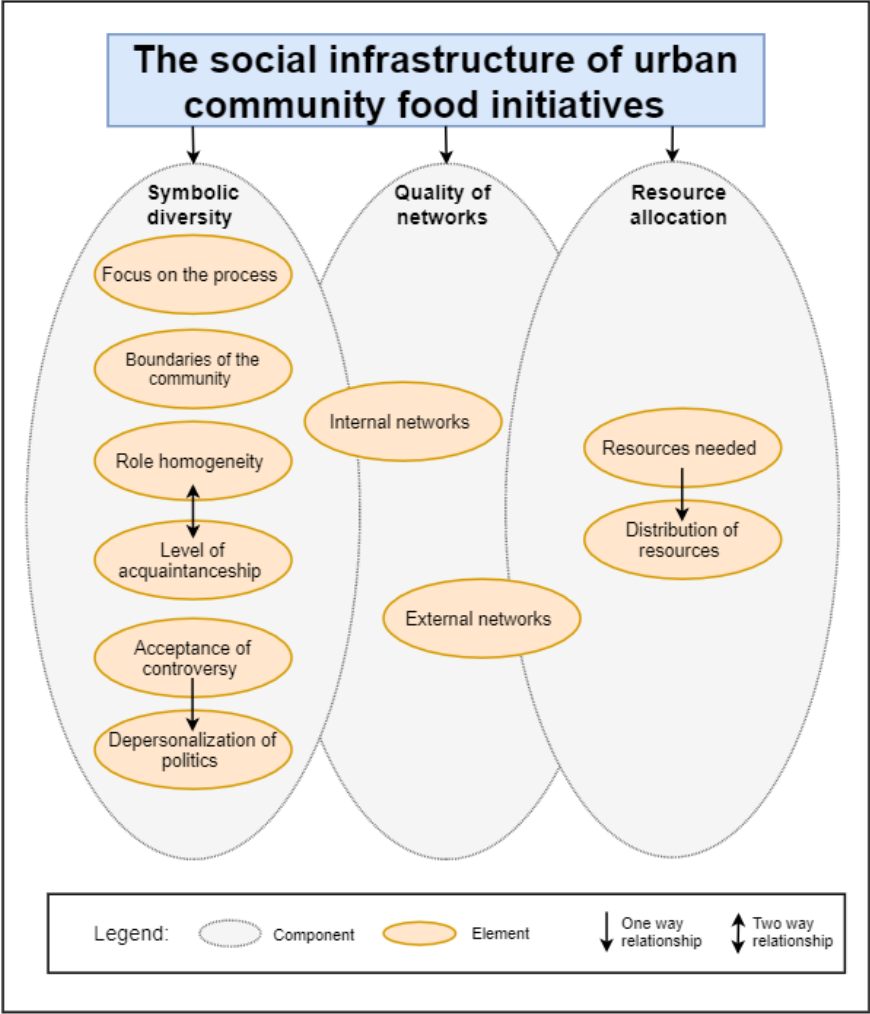 The social infrastructure of urban
community food initiatives
Symbolic
diversity
Quality of
networks
Resource
allocation
Focus on the process
Boundaries of the
community
Role homogeneity
Level of
acquaintanceship
Acceptance of
controversy
Depersonalization of
politics
Internal networks
External networks
Resources needed
Distribution of
resources
Legend:
Component
Element
One way
relationship
Two way
relationship